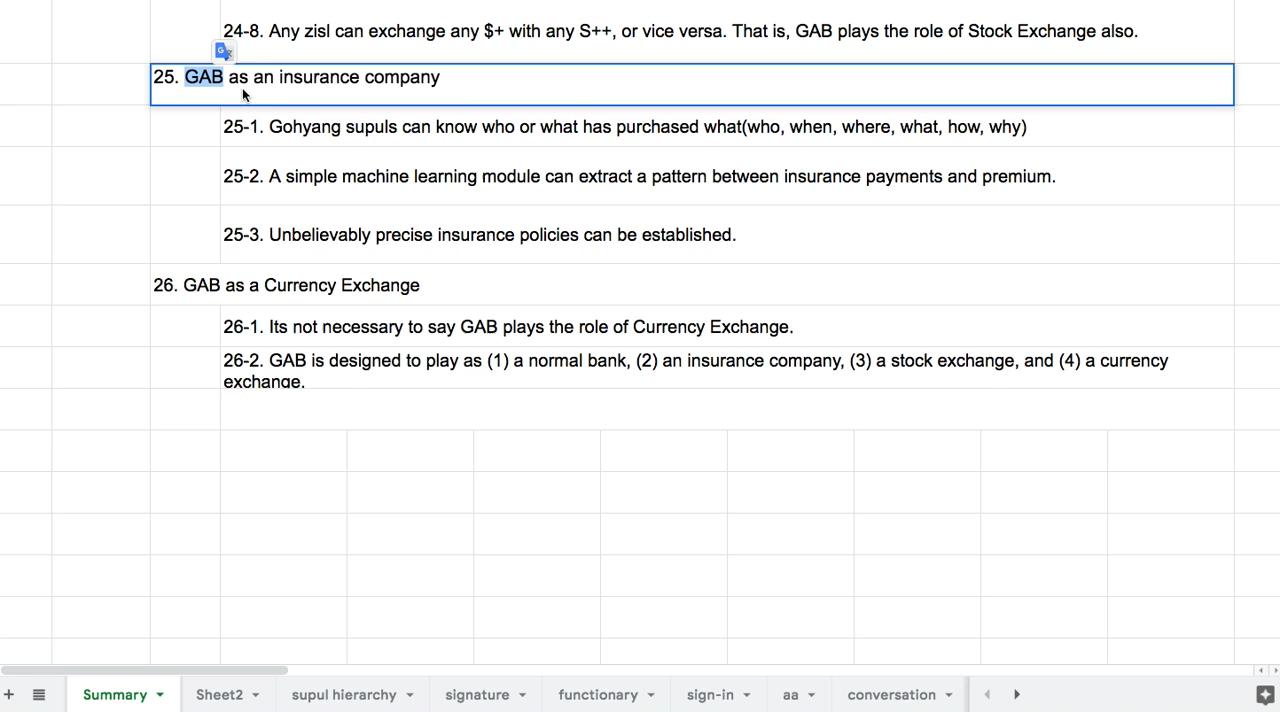 24-8. Any zisl can exchange any $+ with any S++, or vice versa. That is, GAB plays the role of Stock Exchange also.
25. GAB as an insurance company
25-1. Gohyang supuls can know who or what has purchased what(who, when, where, what, how, why)
25-2. A simple machine learning module can extract a pattern between insurance payments and premium.
25-3. Unbelievably precise insurance policies can be established.
26. GAB as a Currency Exchange
26-1. Its not necessary to say GAB plays the role of Currency Exchange.
26-2. GAB is designed to play as (1) a normal bank, (2) an insurance company, (3) a stock exchange, and (4) a currency
exchange.
Summary Sheet2 supul hierarchy signature functionary sign-in aa conversation